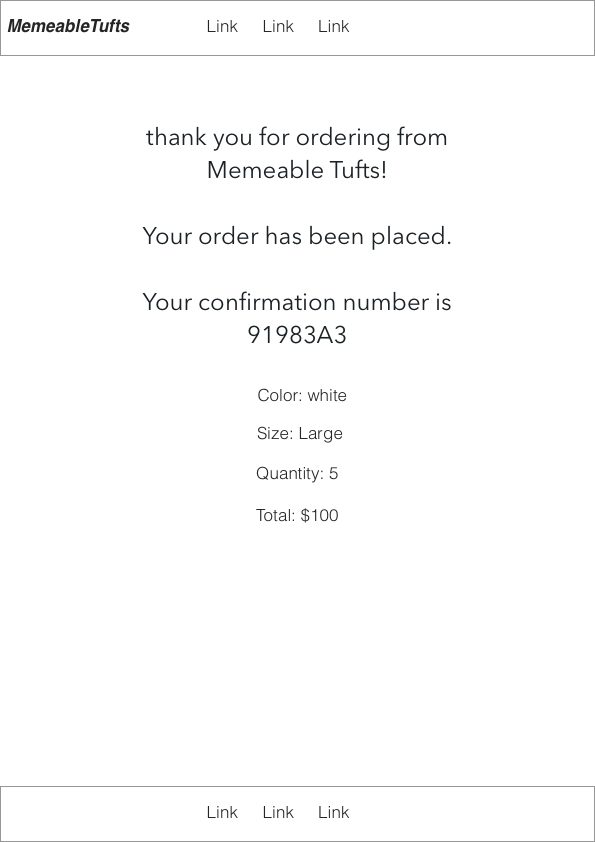 MemeableTufts Link Link Link
thank you for ordering from
Memeable Tufts!
Your order has been placed.
Your confirmation number is
91983A3
Color: white
Size: Large
Quantity: 5
Total: $100
Link Link Link